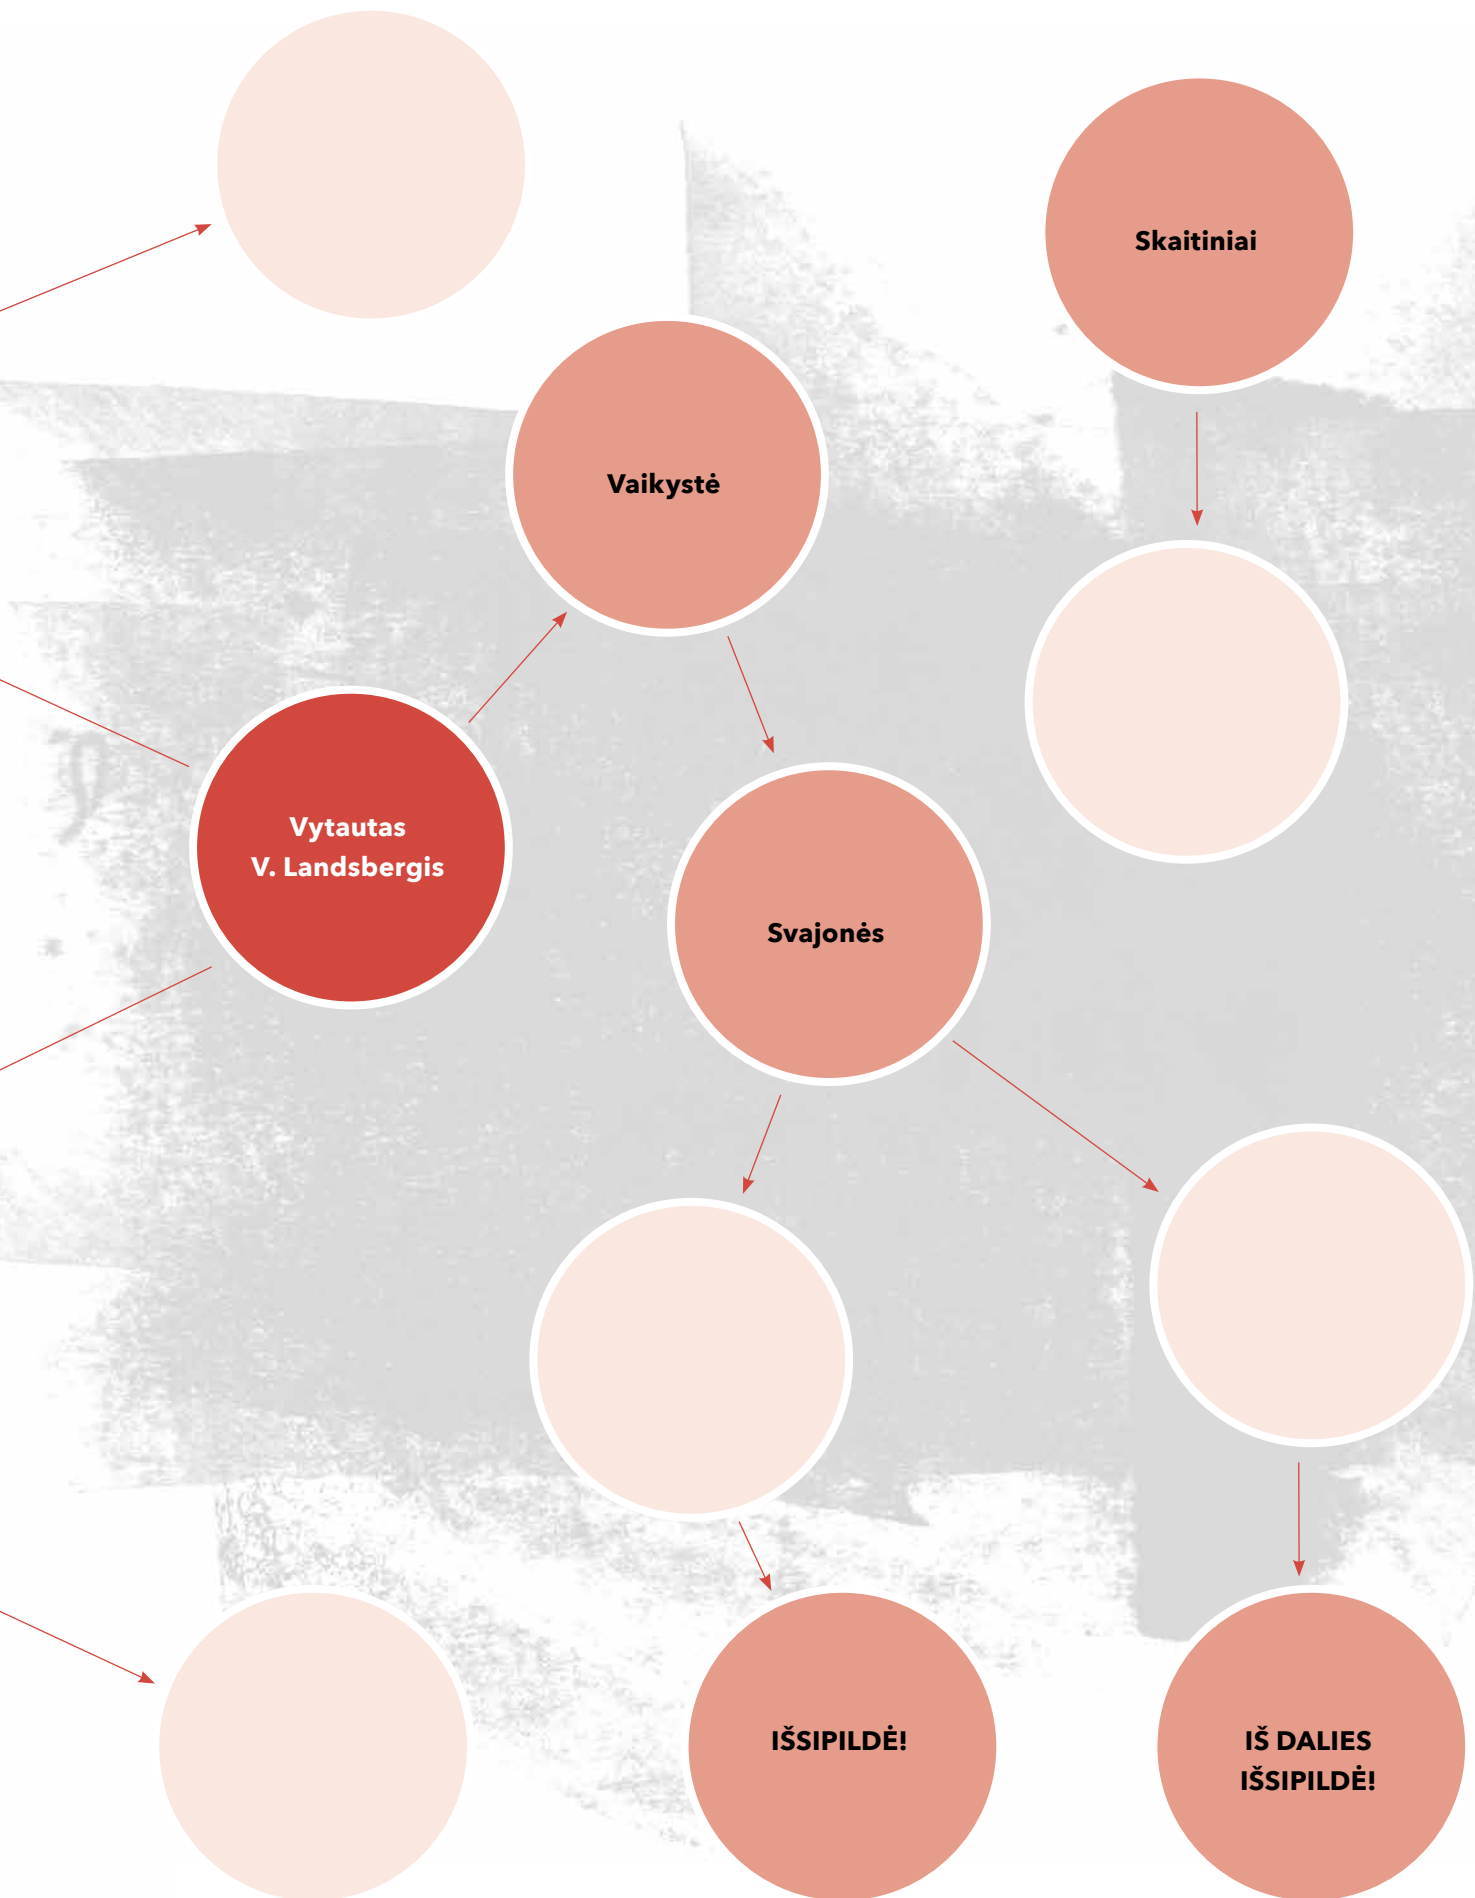 Skaitiniai
Vaikystė
Vytautas
V. Landsbergis
Svajonės
IŠSIPILDĖ!
IŠ DALIES
IŠSIPILDĖ!